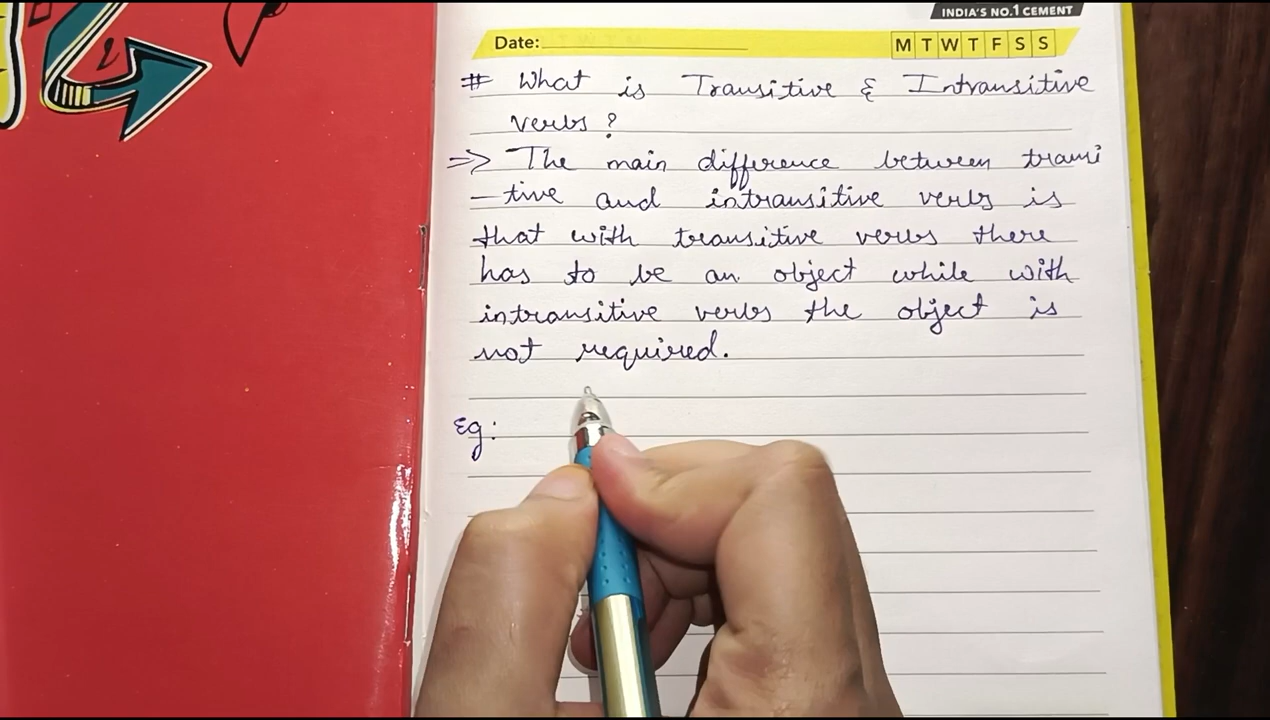 INDIA'S NO.1 CEMENT
Date:
M T W T F S S
# What is Transitive & Intransitive
verbs?
=> The main difference between transi
-tive and intransitive verbs is
that with transitive verbs there
has to be an object while with
intransitive verbs the object is
not required.
Eg: